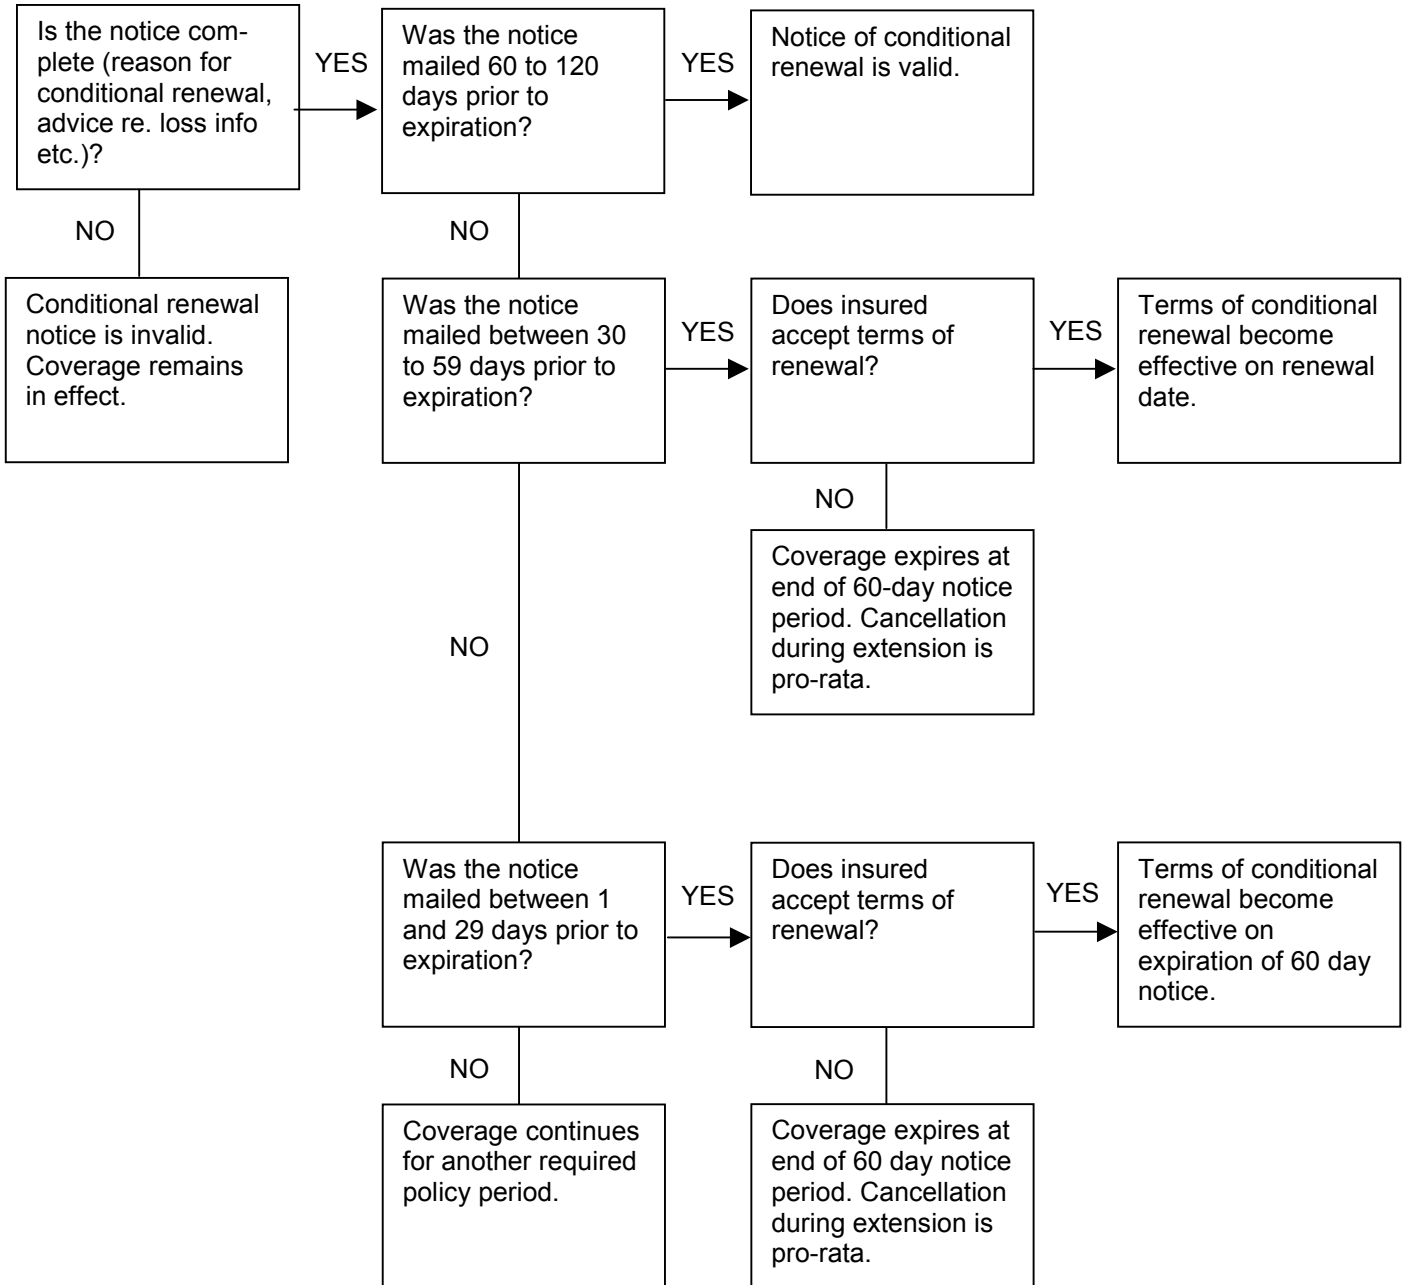 Is the notice com-
plete (reason for
conditional renewal,
advice re. loss info
etc.)?
YES
Was the notice
mailed 60 to 120
days prior to
expiration?
YES
Notice of conditional
renewal is valid.
NO
NO
Conditional renewal
notice is invalid.
Coverage remains
in effect.
Was the notice
mailed between 30
to 59 days prior to
expiration?
YES
Does insured
accept terms of
renewal?
YES
Terms of conditional
renewal become
effective on renewal
date.
NO
Coverage expires at
end of 60-day notice
period. Cancellation
during extension is
pro-rata.
NO
Was the notice
mailed between 1
and 29 days prior to
expiration?
YES
Does insured
accept terms of
renewal?
YES
Terms of conditional
renewal become
effective on
expiration of 60 day
notice.
NO
NO
Coverage continues
for another required
policy period.
Coverage expires at
end of 60 day notice
period. Cancellation
during extension is
pro-rata.